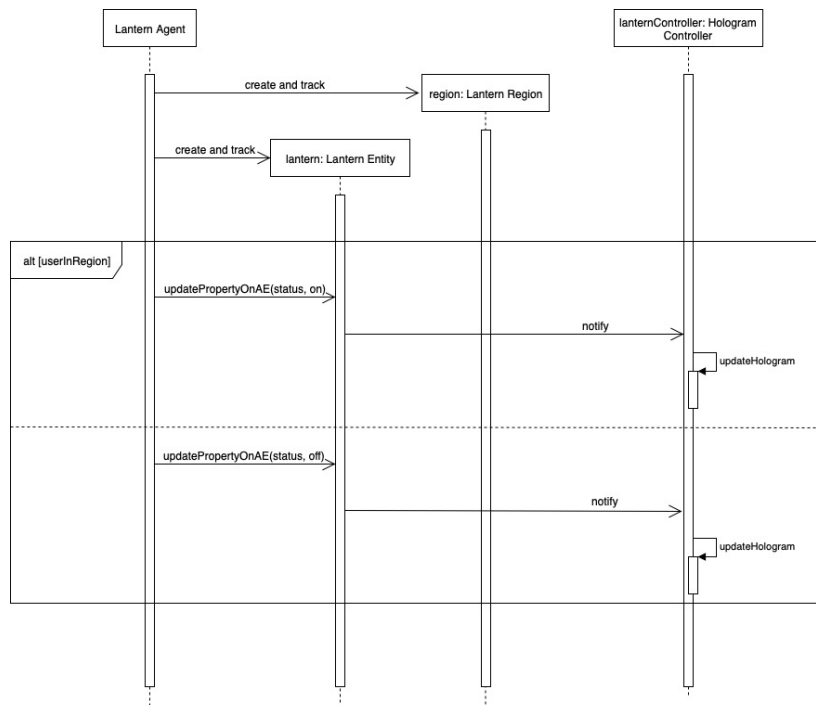 Lantern Agent
lanternController: Hologram
Controller
create and track
region: Lantern Region
create and track
lantern: Lantern Entity
alt [userInRegion]
updatePropertyOnAE(status, on)
notify
updateHologram
updatePropertyOnAE(status, off)
notify
updateHologram